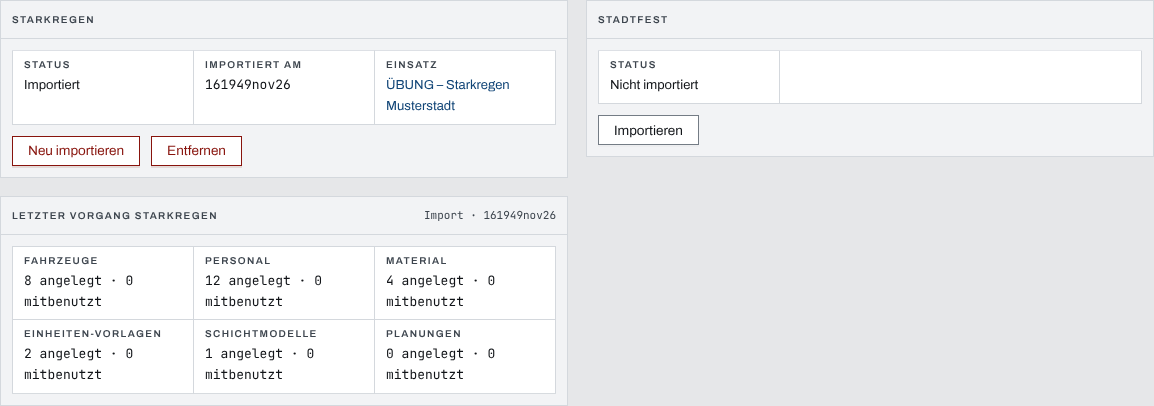 STARKREGEN
STATUS
Importiert
IMPORTIERT AM
161949nov26
EINSATZ
ÜBUNG – Starkregen
Musterstadt
Neu importieren
Entfernen
STADTFEST
STATUS
Nicht importiert
Importieren
LETZTER VORGANG STARKREGEN
Import · 161949nov26
FAHRZEUGE
8 angelegt · 0
mitbenutzt
PERSONAL
12 angelegt · 0
mitbenutzt
MATERIAL
4 angelegt · 0
mitbenutzt
EINHEITEN-VORLAGEN
2 angelegt · 0
mitbenutzt
SCHICHTMODELLE
1 angelegt · 0
mitbenutzt
PLANUNGEN
0 angelegt · 0
mitbenutzt